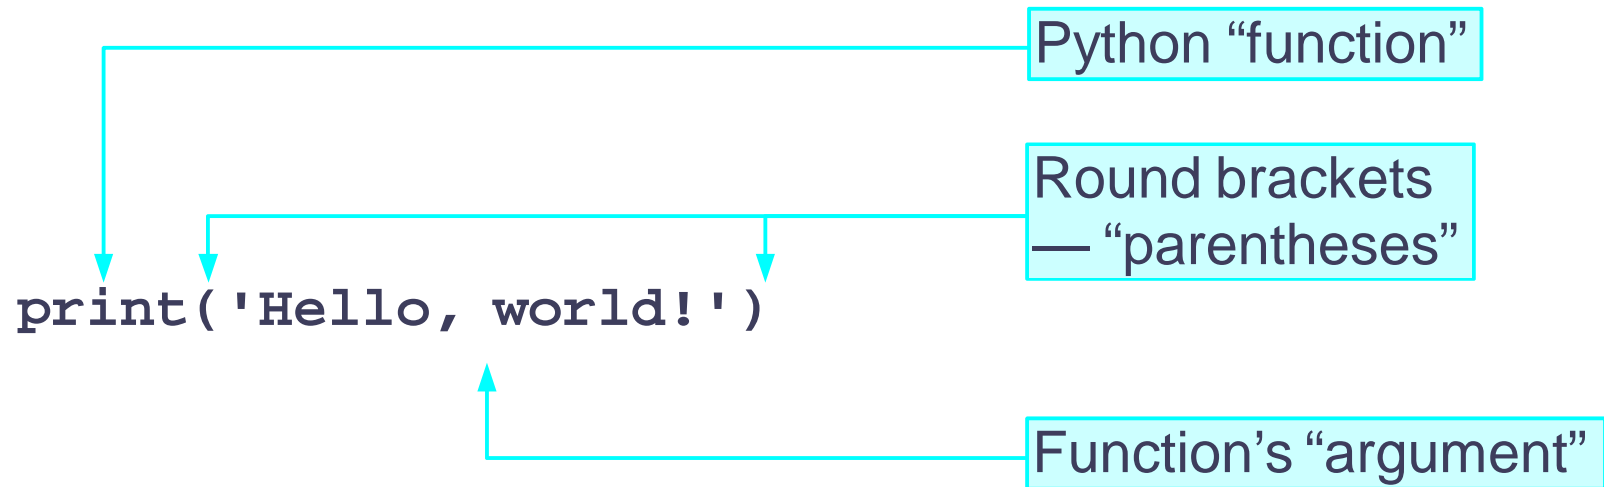 Python “function”
Round brackets
— “parentheses”
print('Hello, world!')
Function’s “argument”